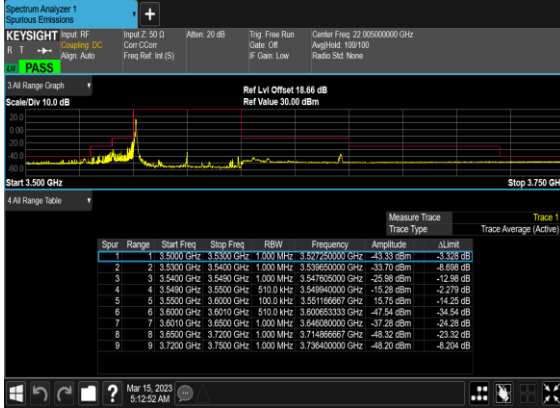 Spectrum Analyzer 1
Spurious Emissions
KEYSIGHT Input: RF Input Z: 50 Ω Atten: 20 dB Trig: Free Run Center Freq: 22.005000000 GHz
R T Coupling: DC Corr CCorr Gate: Off Avg|Hold: 100/100
Align: Auto Freq Ref: Int (S) IF Gain: Low Radio Std: None
PASS
3 All Range Graph
Ref Lvl Offset 18.66 dB
Scale/Div 10.0 dB Ref Value 30.00 dBm
20.0
0.00
-20.0
-40.0
-60.0
Start 3.500 GHz Stop 3.750 GH
4 All Range Table
Measure Trace Trace 1
Trace Type Trace Average (Active)
Spur Range Start Freq Stop Freq RBW Frequency Amplitude ΔLimit
1 1 3.5000 GHz 3.5300 GHz 1.000 MHz 3.527250000 GHz -43.33 dBm -3.328 dB
2 2 3.5300 GHz 3.5400 GHz 1.000 MHz 3.539650000 GHz -33.70 dBm -8.698 dB
3 3 3.5400 GHz 3.5490 GHz 1.000 MHz 3.547605000 GHz -25.98 dBm -12.98 dB
4 4 3.5490 GHz 3.5500 GHz 510.0 kHz 3.549940000 GHz -15.28 dBm -2.279 dB
5 5 3.5500 GHz 3.6000 GHz 100.0 kHz 3.551166667 GHz 15.75 dBm -14.25 dB
6 6 3.6000 GHz 3.6010 GHz 510.0 kHz 3.600653333 GHz -47.54 dBm -34.54 dB
7 7 3.6010 GHz 3.6500 GHz 1.000 MHz 3.646080000 GHz -37.28 dBm -24.28 dB
8 8 3.6500 GHz 3.7200 GHz 1.000 MHz 3.714866667 GHz -48.32 dBm -23.32 dB
9 9 3.7200 GHz 3.7500 GHz 1.000 MHz 3.736400000 GHz -48.20 dBm -8.204 dB
? Mar 15, 2023
5:12:52 AM